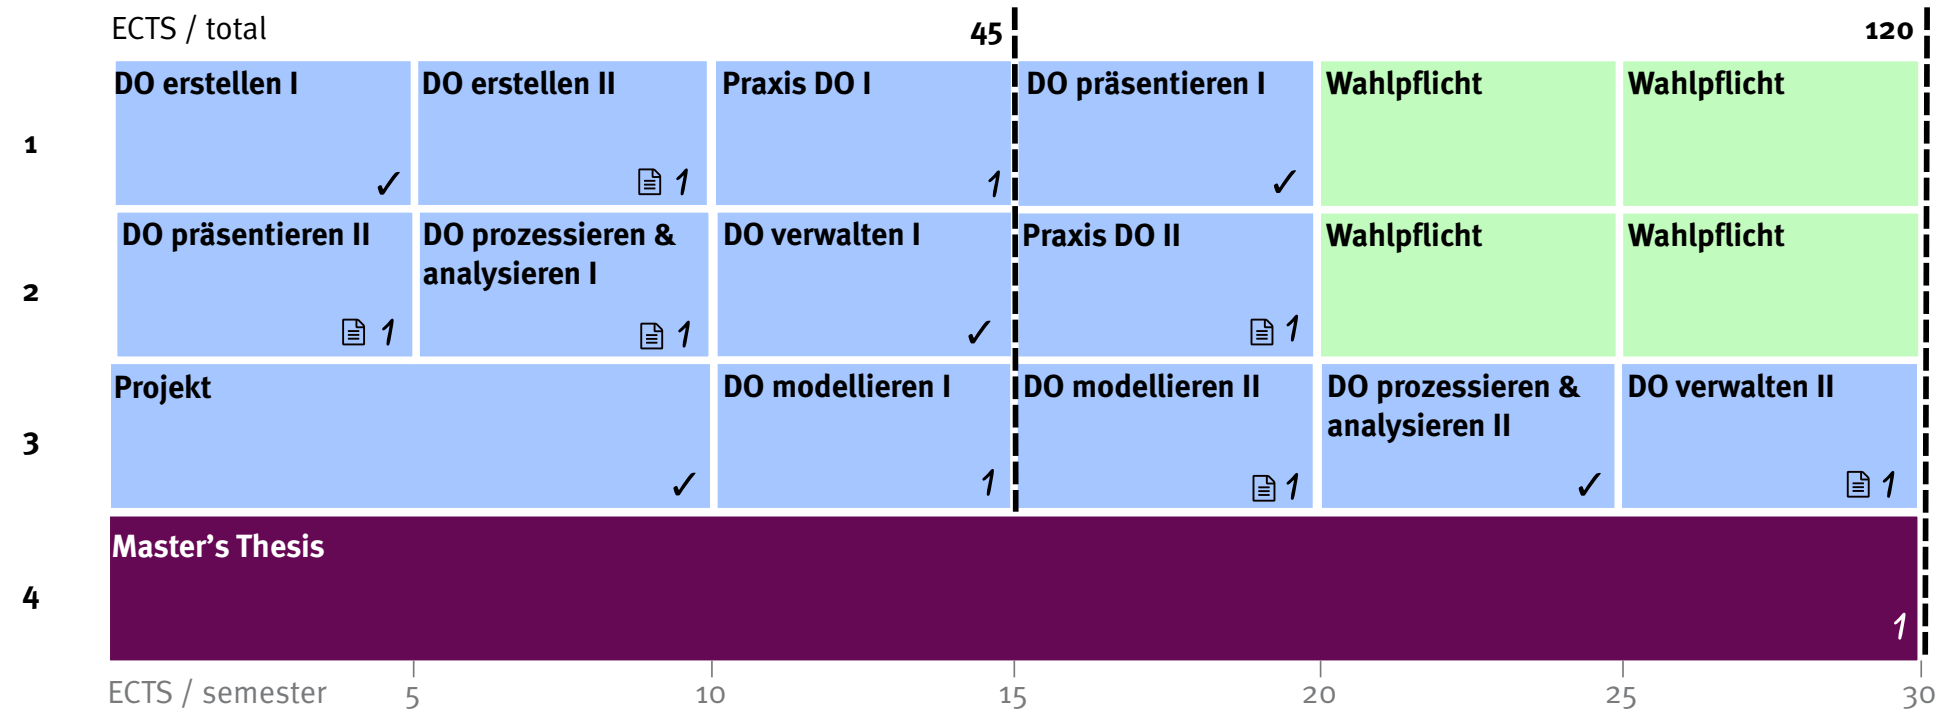 ECTS / total 45 120
DO erstellen I DO erstellen II Praxis DO I DO präsentieren I Wahlpflicht Wahlpflicht
1
✓ 1 1 ✓
DO präsentieren II DO prozessieren & DO verwalten I Praxis DO II Wahlpflicht Wahlpflicht
analysieren I
2
1 1 ✓ 1
Projekt DO modellieren I DO modellieren II DO prozessieren & DO verwalten II
analysieren II
3
✓ 1 1 ✓ 1
Master’s Thesis
4
1
ECTS / semester 5 10 15 20 25 30